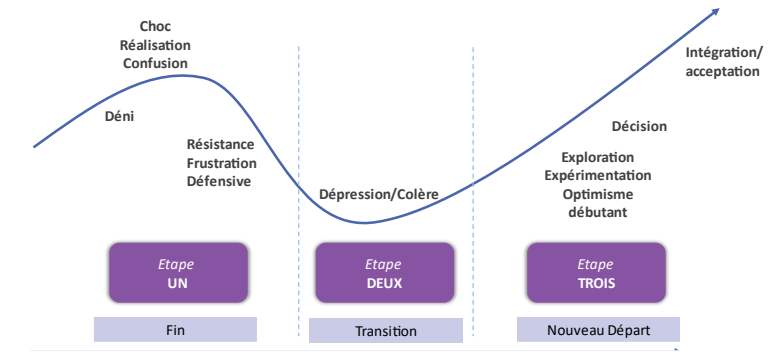 Choc
Réalisation
Confusion
Déni
Résistance
Frustration
Défensive
Dépression/Colère
Intégration/
acceptation
Décision
Exploration
Expérimentation
Optimisme
débutant
Etape
UN
Etape
DEUX
Etape
TROIS
Fin
Transition
Nouveau Départ